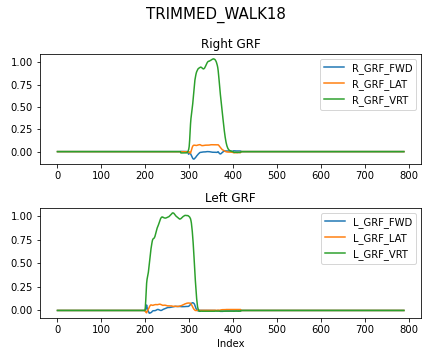 TRIMMED_WALK18
Right GRF
1.00
0.75
0.50
0.25
0.00
R_GRF_FWD
R_GRF_LAT
R_GRF_VRT
0 100 200 300 400 500 600 700 800
Left GRF
1.00
0.75
0.50
0.25
0.00
L_GRF_FWD
L_GRF_LAT
L_GRF_VRT
0 100 200 300 400 500 600 700 800
Index